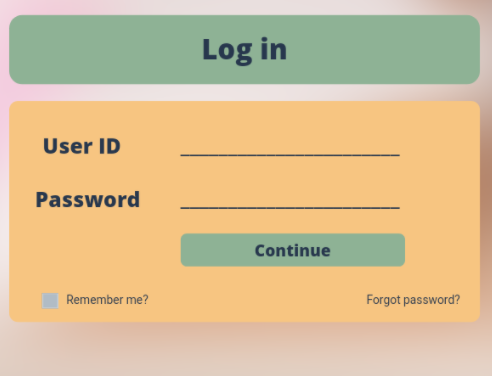 Log in
User ID
Password
Continue
Remember me? Forgot password?